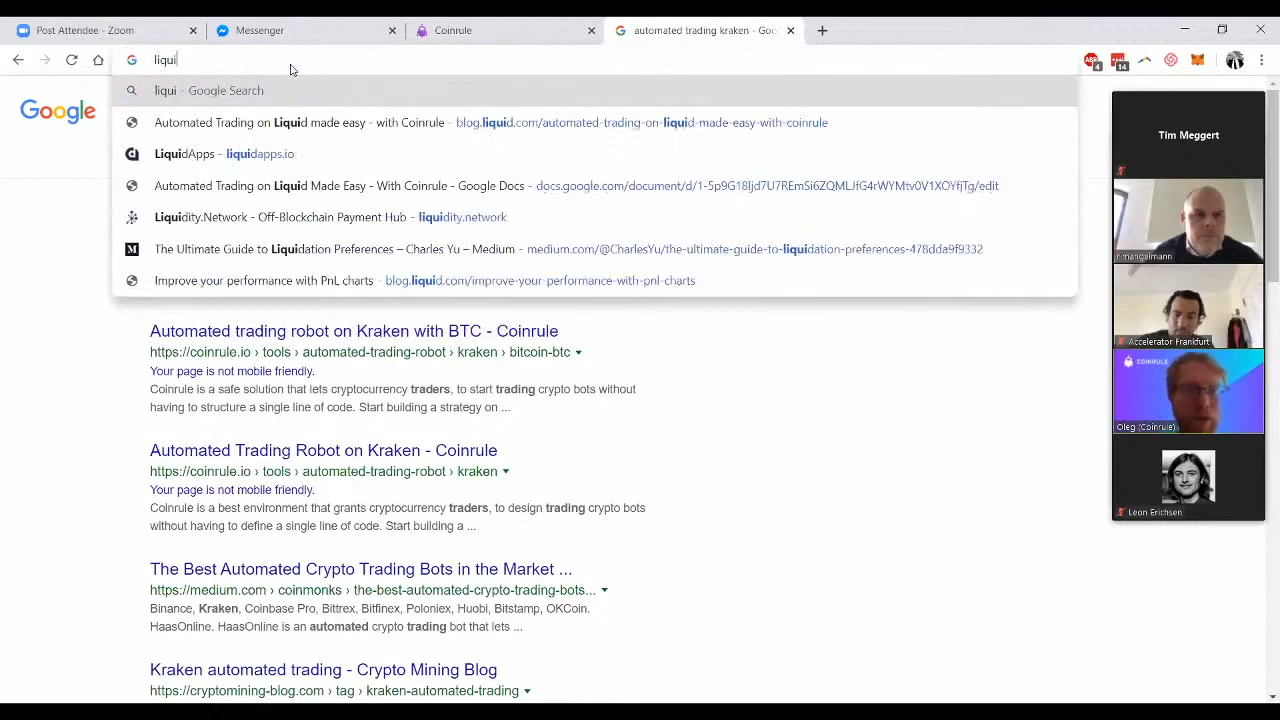 Post Attendee - Zoom
Messenger
Coinrule
automated trading kraken - Goo
liqui
4
14
liqui - Google Search
Automated Trading on Liquid made easy - with Coinrule - blog.liquid.com/automated-trading-on-liquid-made-easy-with-coinrule
LiquidApps - liquidapps.io
Automated Trading on Liquid Made Easy - With Coinrule - Google Docs - docs.google.com/document/d/1-5p9G18ljd7U7REmSi6ZQMLJfG4rWYMtv0V1XOYfjTg/edit
Liquidity.Network - Off-Blockchain Payment Hub - liquidity.network
The Ultimate Guide to Liquidation Preferences – Charles Yu – Medium - medium.com/@CharlesYu/the-ultimate-guide-to-liquidation-preferences-478dda9f9332
Improve your performance with PnL charts - blog.liquid.com/improve-your-performance-with-pnl-charts
Google
Automated trading robot on Kraken with BTC - Coinrule
https://coinrule.io › tools › automated-trading-robot › kraken › bitcoin-btc
Your page is not mobile friendly.
Coinrule is a safe solution that lets cryptocurrency traders, to start trading crypto bots without
having to structure a single line of code. Start building a strategy on ...
Automated Trading Robot on Kraken - Coinrule
https://coinrule.io › tools › automated-trading-robot › kraken
Your page is not mobile friendly.
Coinrule is a best environment that grants cryptocurrency traders, to design trading crypto bots
without having to define a single line of code. Start building a ...
The Best Automated Crypto Trading Bots in the Market ...
https://medium.com › coinmonks › the-best-automated-crypto-trading-bots...
Binance, Kraken, Coinbase Pro, Bittrex, Bitfinex, Poloniex, Huobi, Bitstamp, OKCoin.
HaasOnline. HaasOnline is an automated crypto trading bot that lets ...
Kraken automated trading - Crypto Mining Blog
https://cryptomining-blog.com › tag › kraken-automated-trading
Tim Meggert
r mangelmann
Accelerator Frankfurt
COINRULE
Oleg (Coinrule)
Leon Erichsen